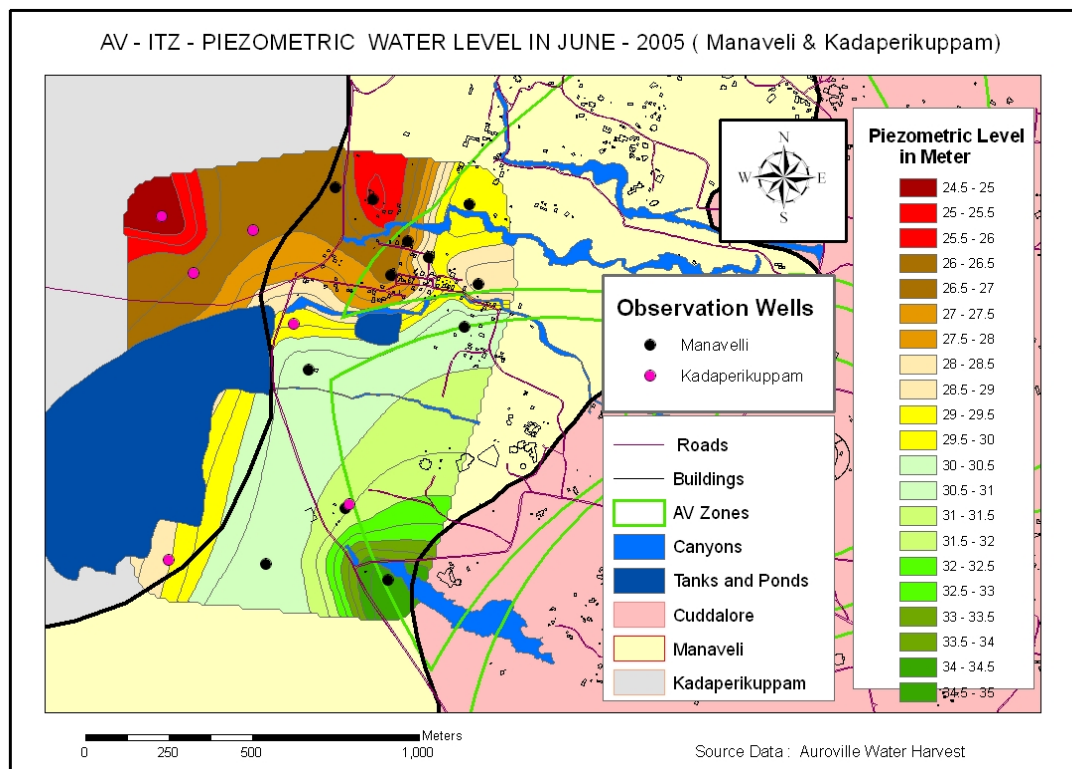 AV - ITZ - PIEZOMETRIC WATER LEVEL IN JUNE - 2005 ( Manaveli & Kadaperikuppam)
N
W E
S
Piezometric Level
in Meter
24.5 - 25
25 - 25.5
25.5 - 26
26 - 26.5
26.5 - 27
27 - 27.5
27.5 - 28
28 - 28.5
28.5 - 29
29 - 29.5
29.5 - 30
30 - 30.5
30.5 - 31
31 - 31.5
31.5 - 32
32 - 32.5
32.5 - 33
33 - 33.5
33.5 - 34
34 - 34.5
34.5 - 35
Observation Wells
Manavelli
Kadaperikuppam
Roads
Buildings
AV Zones
Canyons
Tanks and Ponds
Cuddalore
Manaveli
Kadaperikuppam
Meters
0 250 500 1,000
Source Data : Auroville Water Harvest